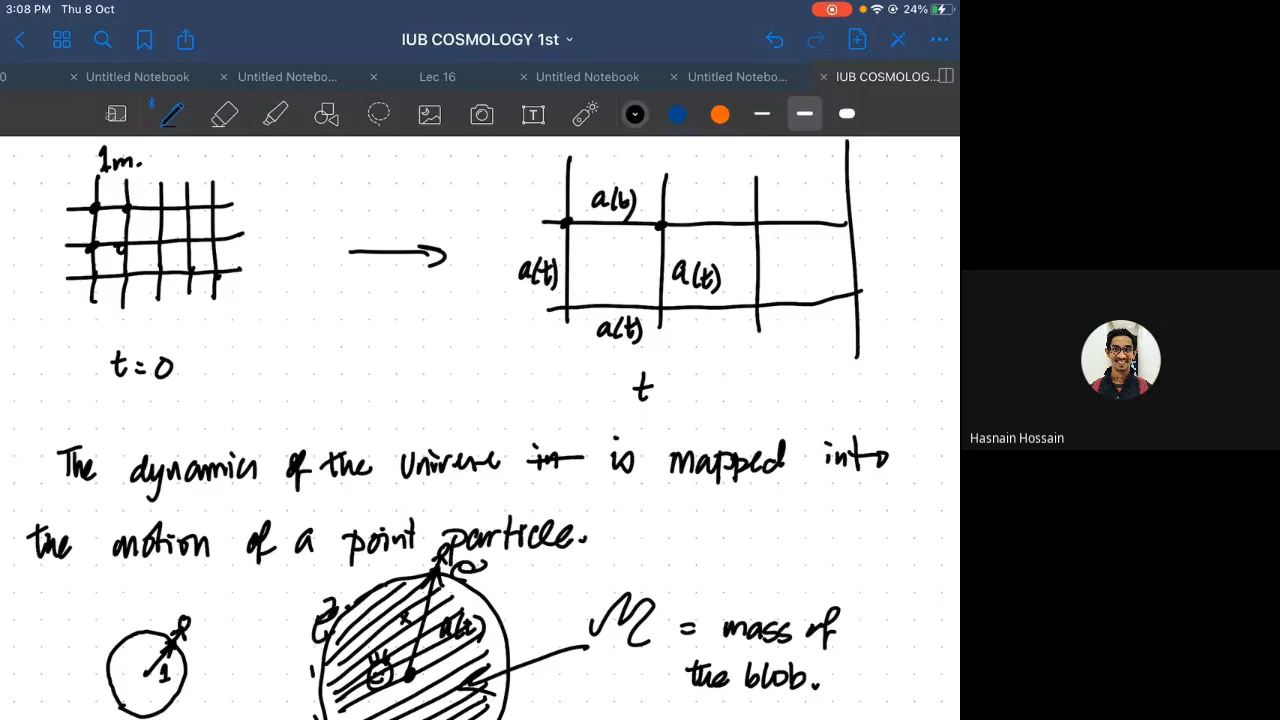 3:08 PM Thu 8 Oct
24%
IUB COSMOLOGY 1st
0
Untitled Notebook
Untitled Notebo...
Lec 16
Untitled Notebook
Untitled Notebo...
IUB COSMOLOG...
T
1m.
a(t)
a(t)
a(t)
a(t)
t=0
t
The dynamics of the Universe in is mapped into
the motion of a point particle.
a(t)
1
M = mass of
the blob.
Hasnain Hossain